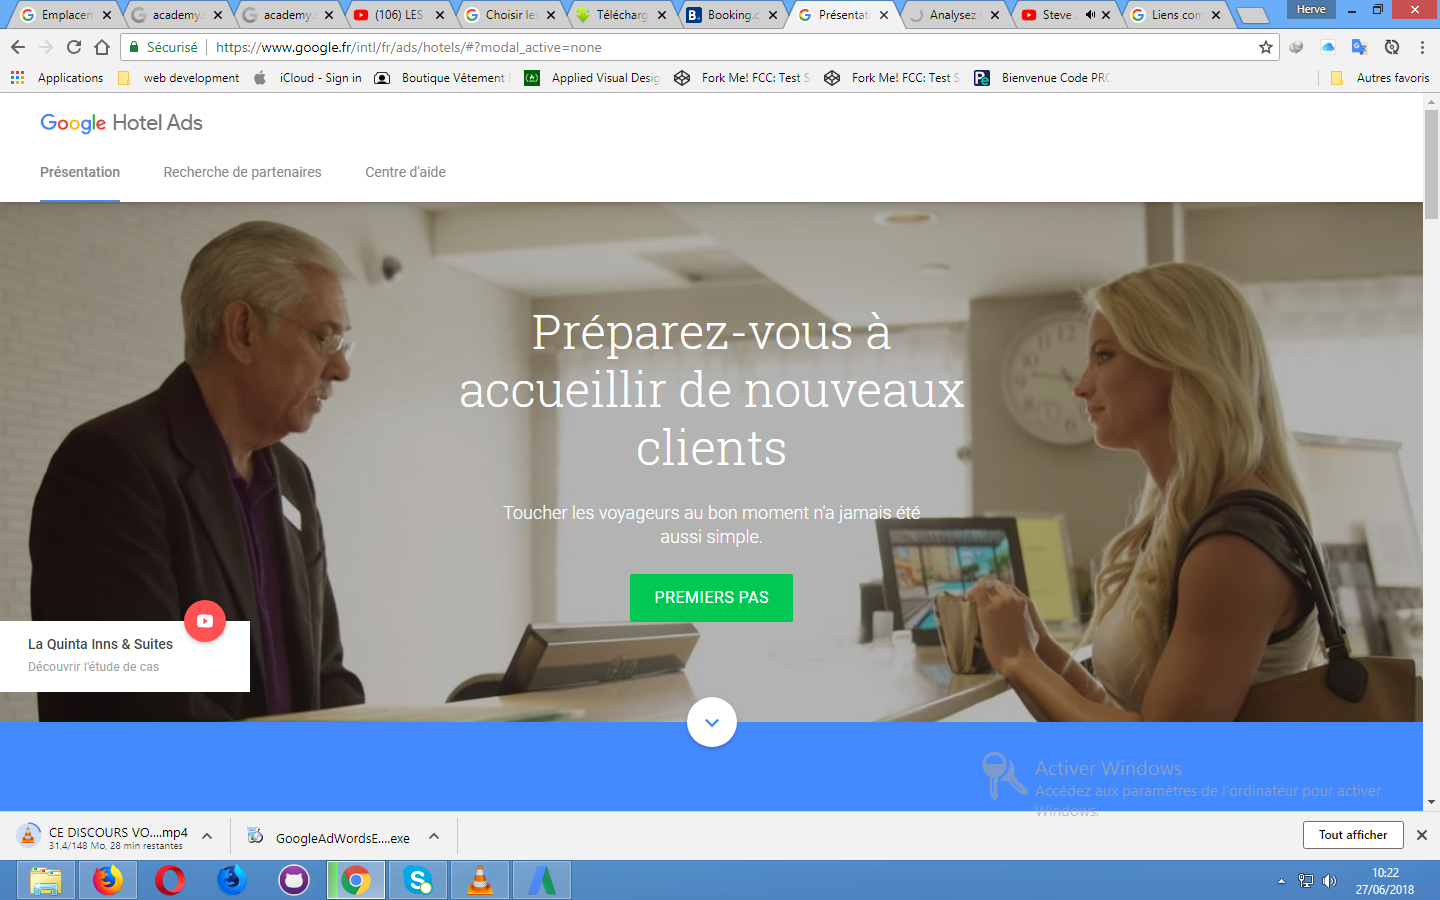 Emplacem
academy.
academy.
(106) LES
Choisir les
Télécharg
Booking.c
Présentati
Analysez
Steve
Liens com
Herve
Sécurisé
https://www.google.fr/intl/fr/ads/hotels/#?modal_active=none
Applications
web development
iCloud - Sign in
Boutique Vêtement
Applied Visual Desig
Fork Me! FCC: Test S
Fork Me! FCC: Test S
Bienvenue Code PRO
Autres favoris
Google Hotel Ads
Présentation
Recherche de partenaires
Centre d'aide
Préparez-vous à
accueillir de nouveaux
clients
Toucher les voyageurs au bon moment n'a jamais été
aussi simple.
PREMIERS PAS
La Quinta Inns & Suites
Découvrir l'étude de cas
Activer Windows
Accédez aux paramètres de l'ordinateur pour activer
Windows.
CE DISCOURS VO....mp4
31,4/148 Mo, 28 min restantes
GoogleAdWordsE....exe
Tout afficher
10:22
27/06/2018